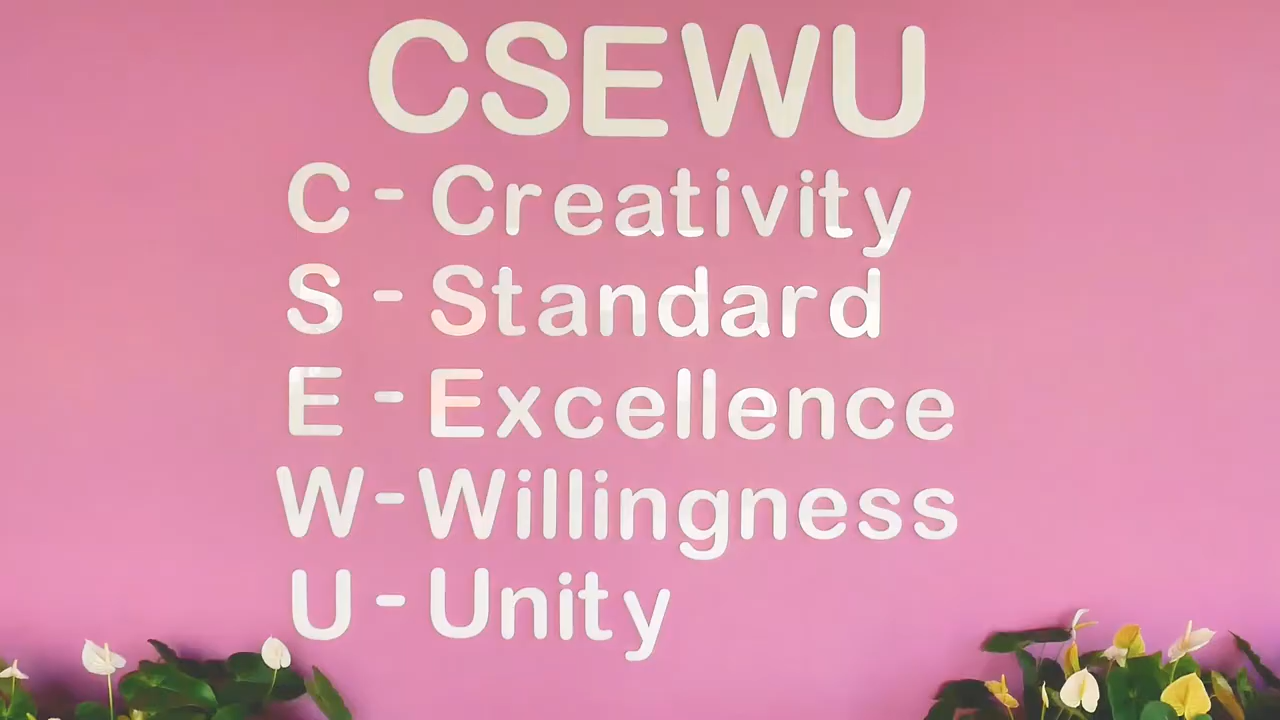 CSEWU
C - Creativity
S - Standard
E - Excellence
W - Willingness
U - Unity